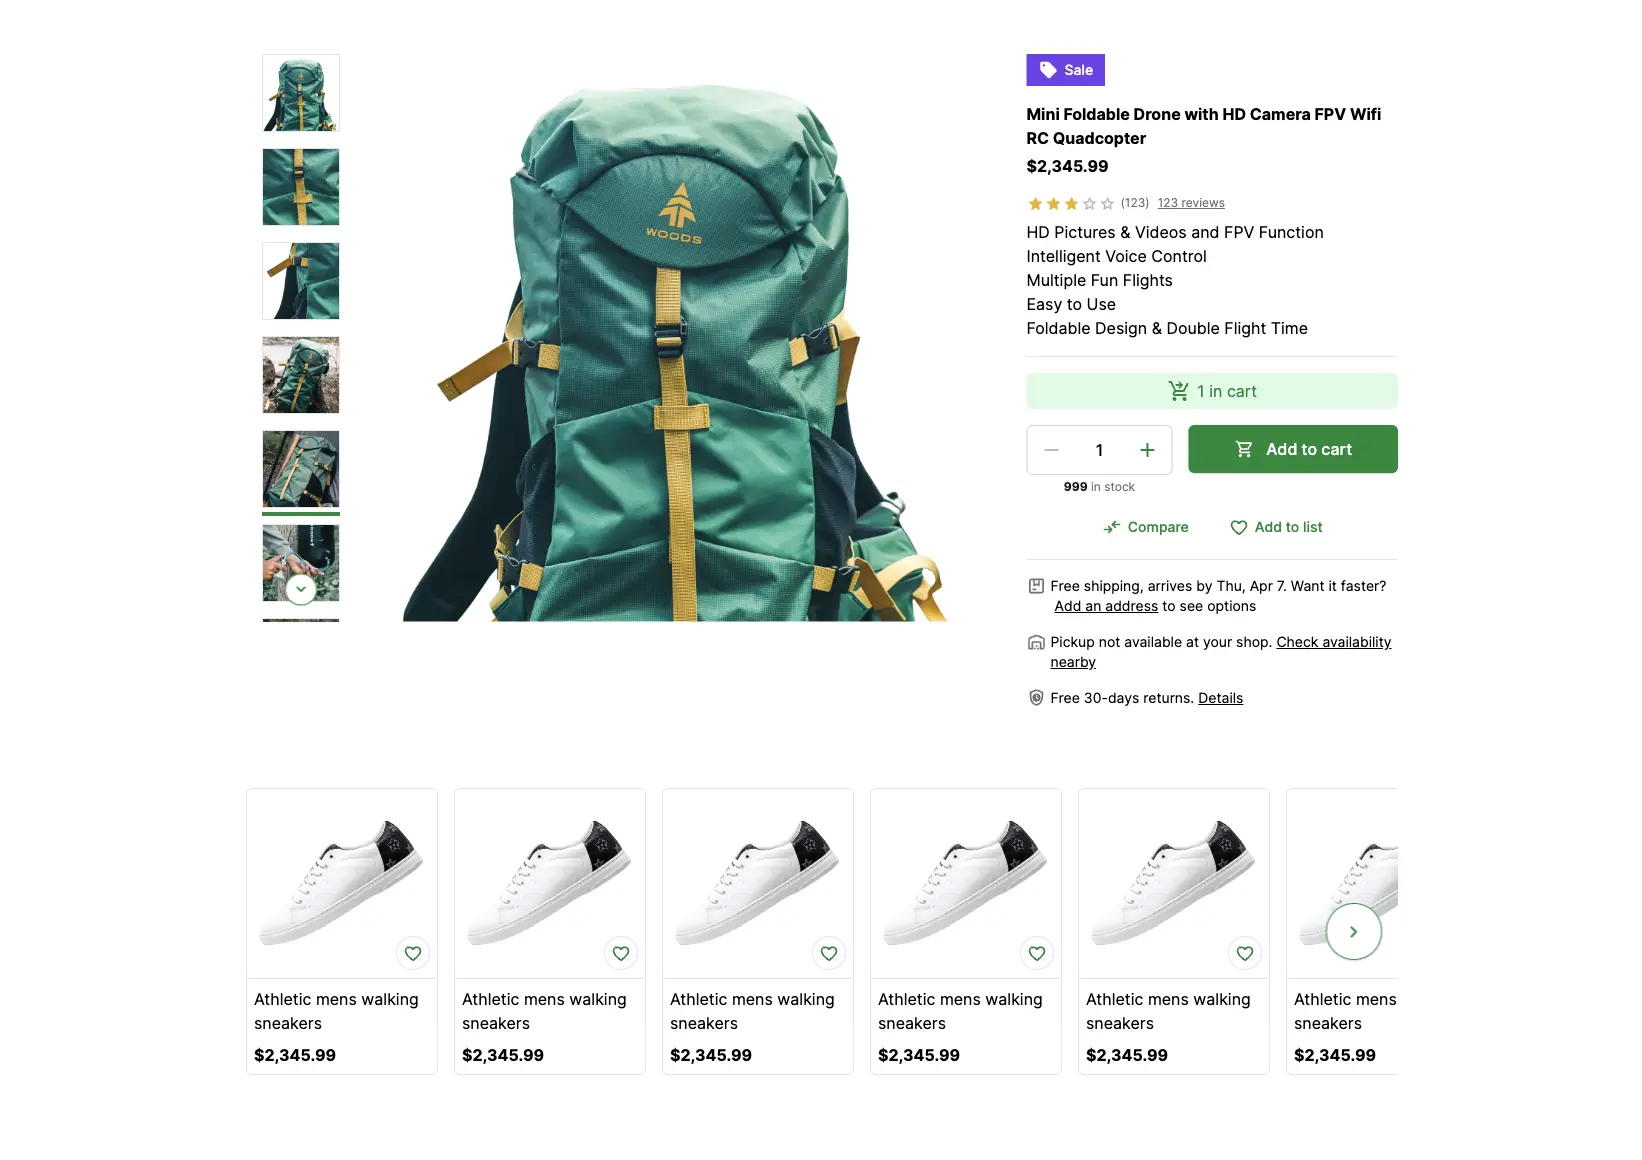 Sale
Mini Foldable Drone with HD Camera FPV Wifi
RC Quadcopter
$2,345.99
(123) 123 reviews
HD Pictures & Videos and FPV Function
Intelligent Voice Control
Multiple Fun Flights
Easy to Use
Foldable Design & Double Flight Time
1 in cart
1
Add to cart
999 in stock
Compare
Add to list
Free shipping, arrives by Thu, Apr 7. Want it faster?
Add an address to see options
Pickup not available at your shop. Check availability
nearby
Free 30-days returns. Details
WOODS
Athletic mens walking
sneakers
$2,345.99
Athletic mens walking
sneakers
$2,345.99
Athletic mens walking
sneakers
$2,345.99
Athletic mens walking
sneakers
$2,345.99
Athletic mens walking
sneakers
$2,345.99
Athletic mens
sneakers
$2,345.99